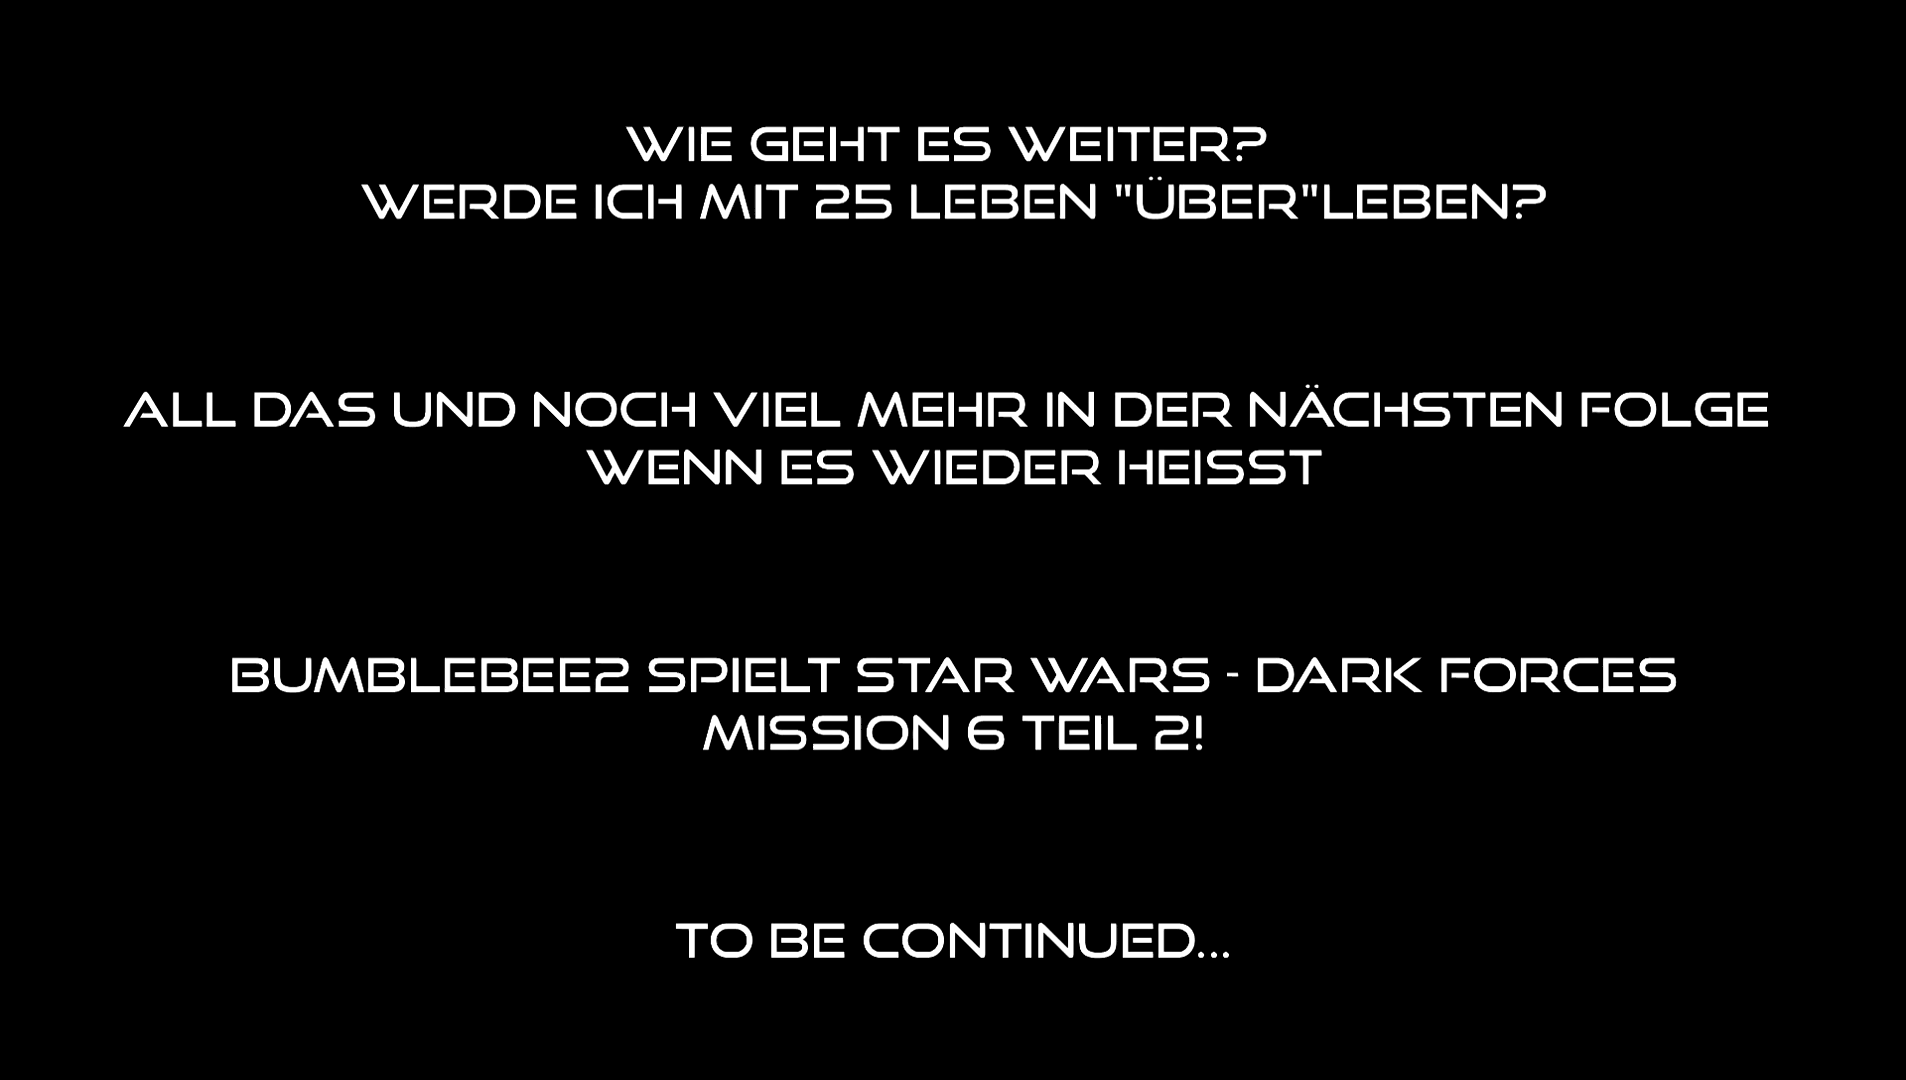 WIE GEHT ES WEITER?
WERDE ICH MIT 25 LEBEN "ÜBER"LEBEN?
ALL DAS UND NOCH VIEL MEHR IN DER NÄCHSTEN FOLGE
WENN ES WIEDER HEISST
BUMBLEBEE2 SPIELT STAR WARS - DARK FORCES
MISSION 6 TEIL 2!
TO BE CONTINUED...